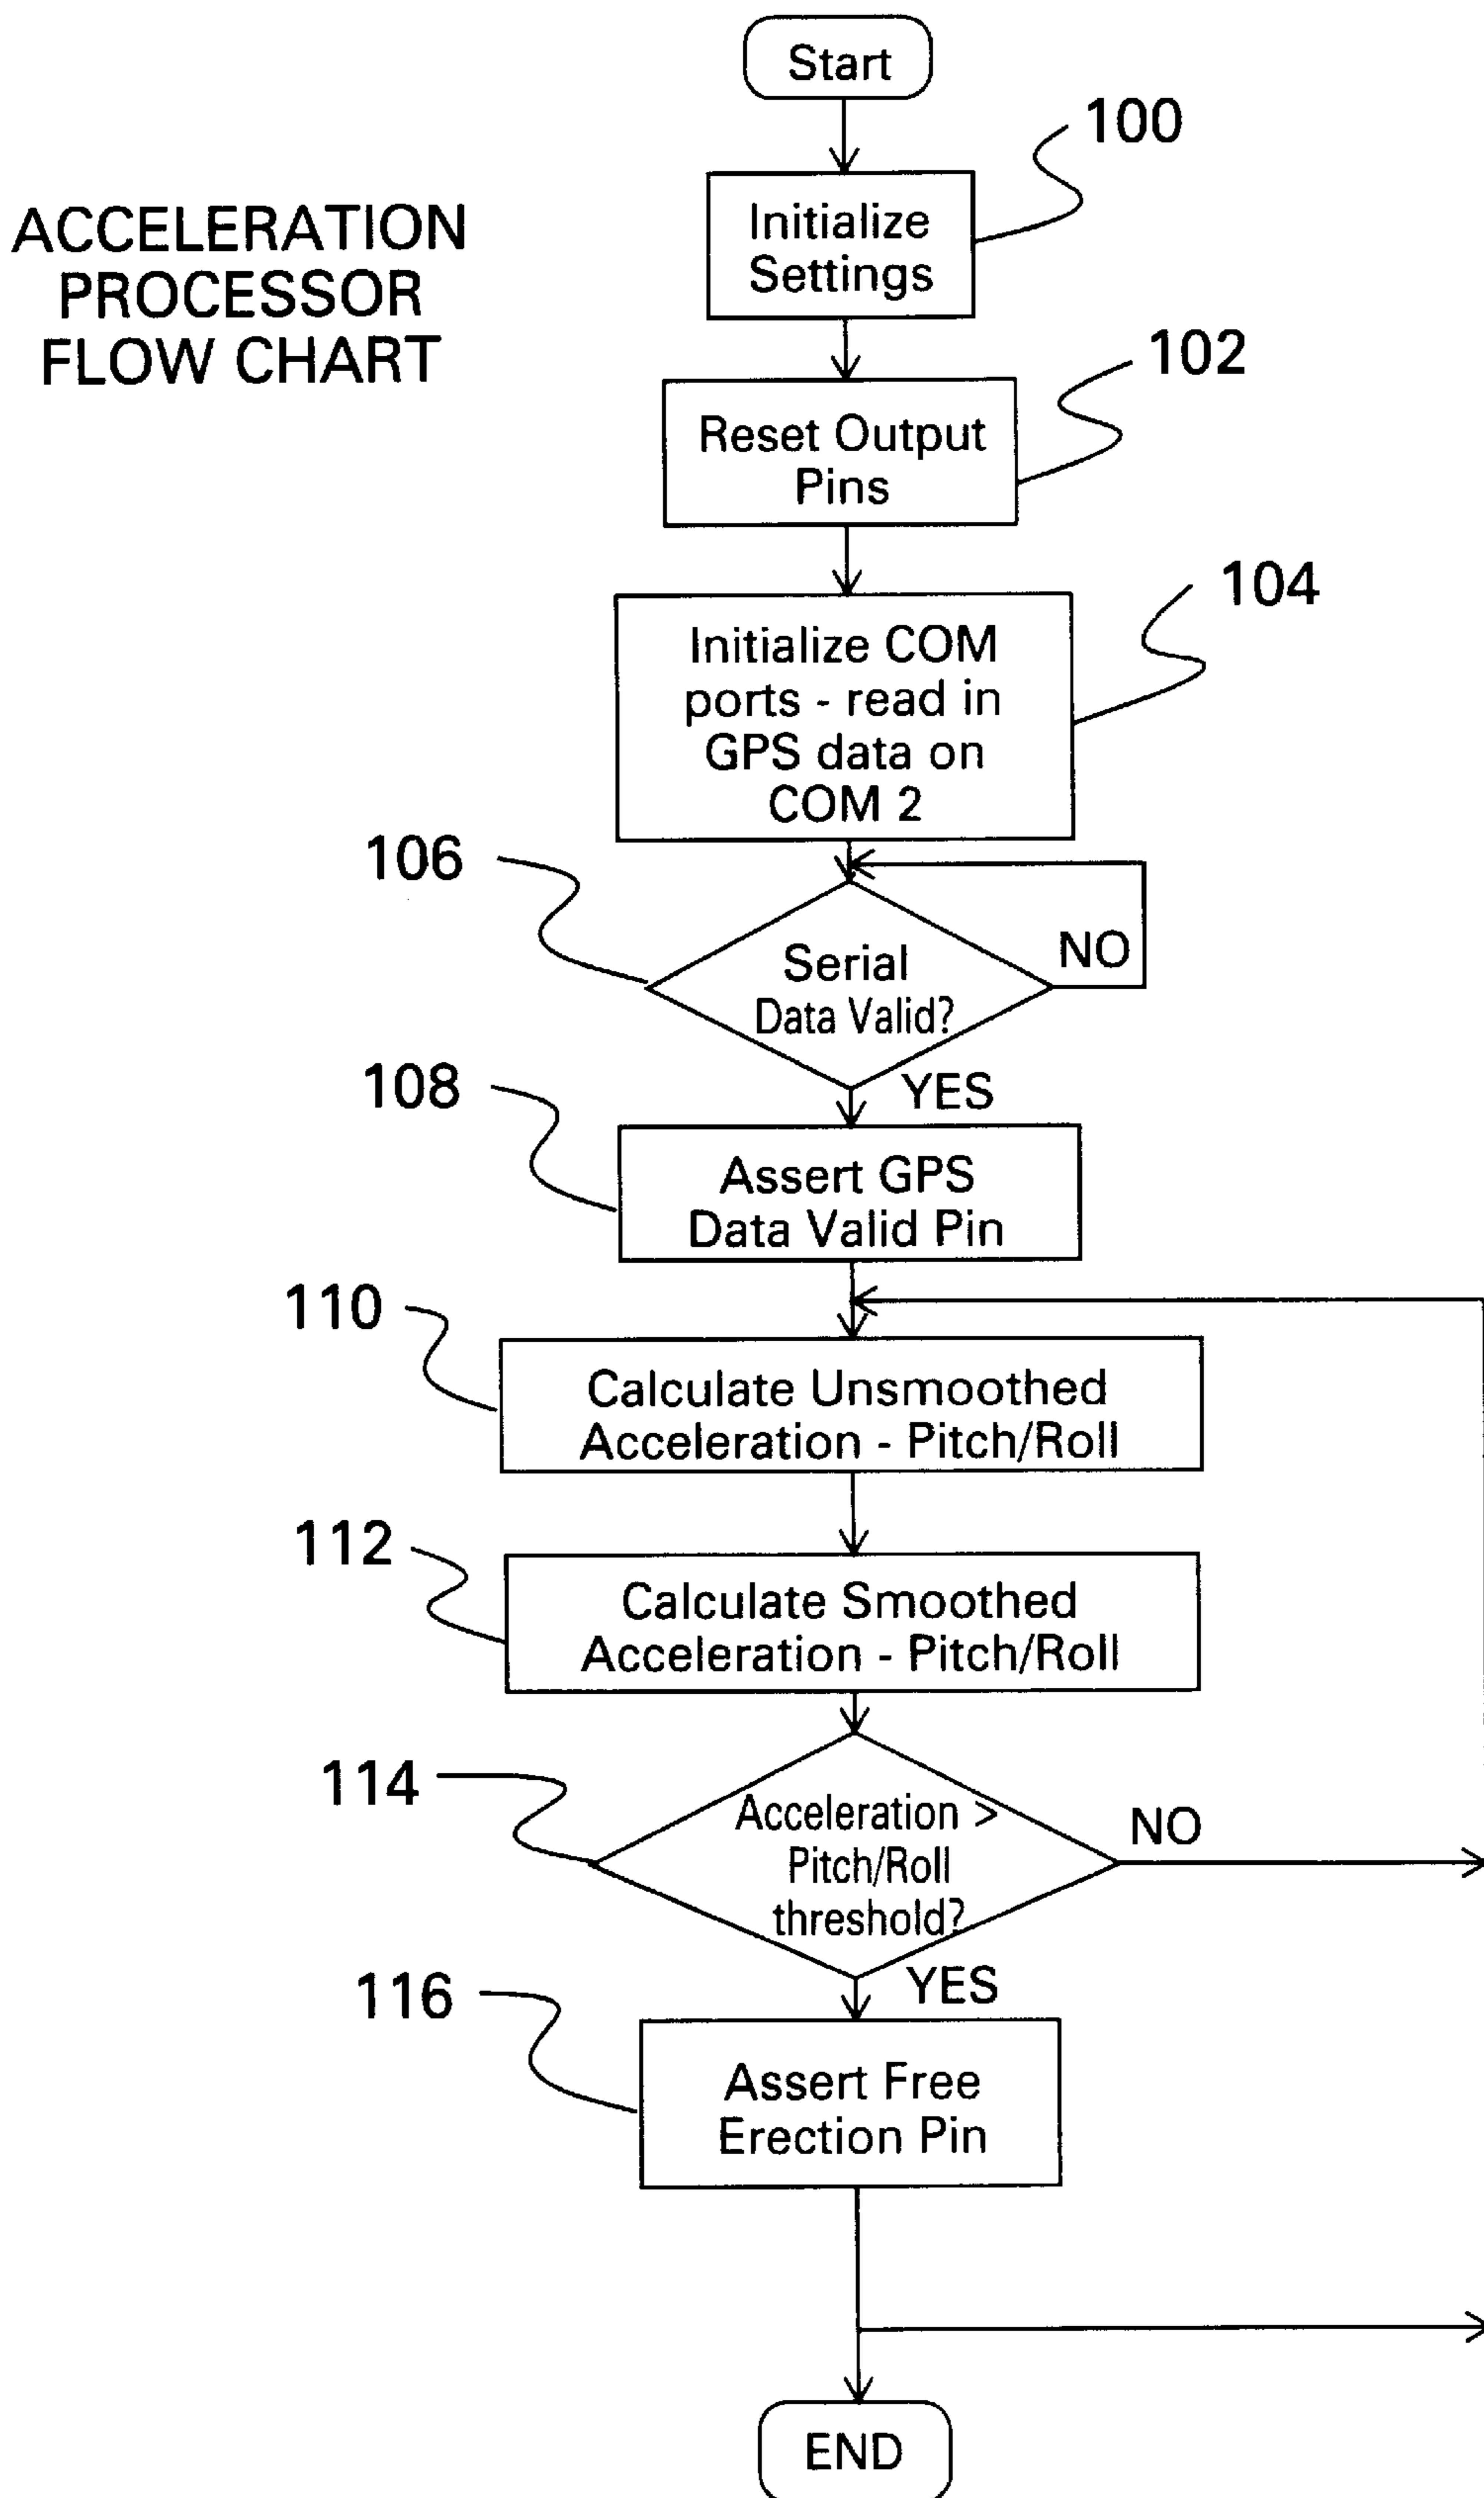 Start
100
ACCELERATION
PROCESSOR
FLOW CHART
Initialize
Settings
102
Reset Output
Pins
104
Initialize COM
ports - read in
GPS data on
COM 2
106
Serial
Data Valid?
NO
YES
108
Assert GPS
Data Valid Pin
110
Calculate Unsmoothed
Acceleration - Pitch/Roll
112
Calculate Smoothed
Acceleration - Pitch/Roll
114
Acceleration >
Pitch/Roll
threshold?
NO
YES
116
Assert Free
Erection Pin
END